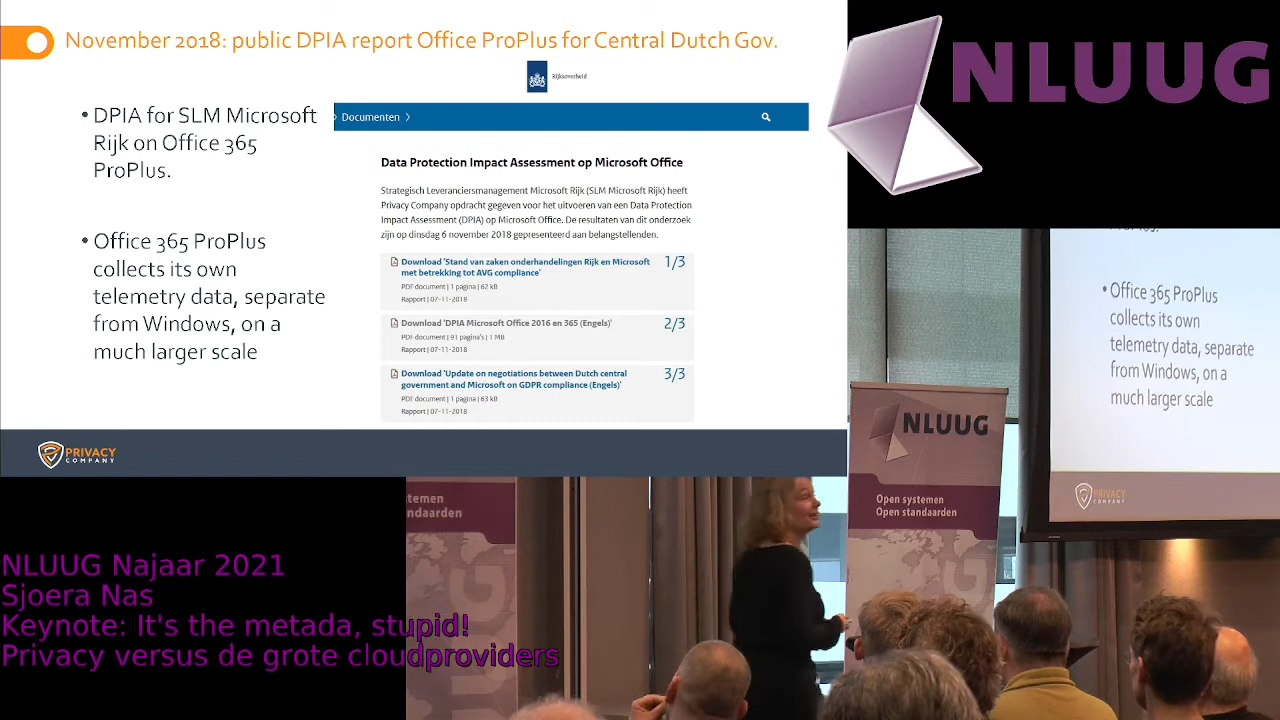 November 2018: public DPIA report Office ProPlus for Central Dutch Gov.
Rijksoverheid
• DPIA for SLM Microsoft
Rijk on Office 365
ProPlus.
• Office 365 ProPlus
collects its own
telemetry data, separate
from Windows, on a
much larger scale
Documenten
Data Protection Impact Assessment op Microsoft Office
Strategisch Leveranciersmanagement Microsoft Rijk (SLM Microsoft Rijk) heeft
Privacy Company opdracht gegeven voor het uitvoeren van een Data Protection
Impact Assessment (DPIA) op Microsoft Office. De resultaten van dit onderzoek
zijn op dinsdag 6 november 2018 gepresenteerd aan belangstellenden.
Download 'Stand van zaken onderhandelingen Rijk en Microsoft
met betrekking tot AVG compliance'
1/3
PDF document | 1 pagina | 62 kB
Rapport | 07-11-2018
Download 'DPIA Microsoft Office 2016 en 365 (Engels)'
2/3
PDF document | 91 pagina's | 1 MB
Rapport | 07-11-2018
Download 'Update on negotiations between Dutch central
government and Microsoft on GDPR compliance (Engels)'
3/3
PDF document | 1 pagina | 63 kB
Rapport | 07-11-2018
PRIVACY
COMPANY
NLUUG
• Office 365 ProPlus
collects its own
telemetry data, separate
from Windows, on a
much larger scale
PRIVACY
COMPANY
NLUUG
Open systemen
Open standaarden
temen
ndaarden
NLUUG Najaar 2021
Sjoera Nas
Keynote: It's the metada, stupid!
Privacy versus de grote cloudproviders